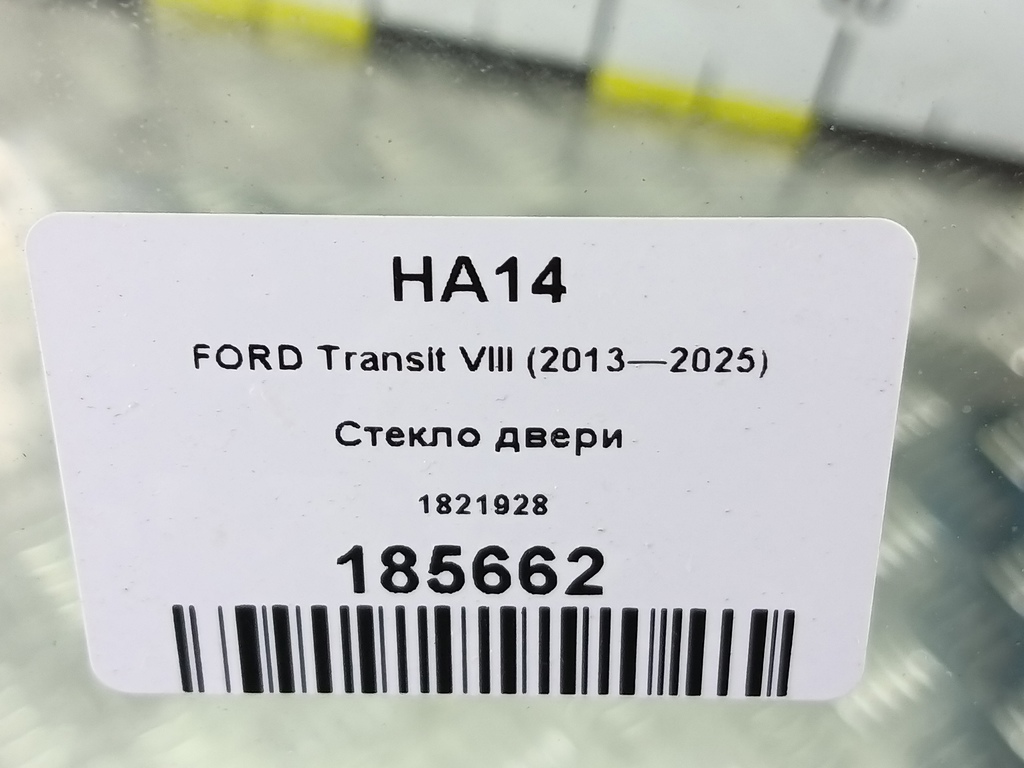 HA14
FORD Transit VIII (2013—2025)
Стекло двери
1821928
185662